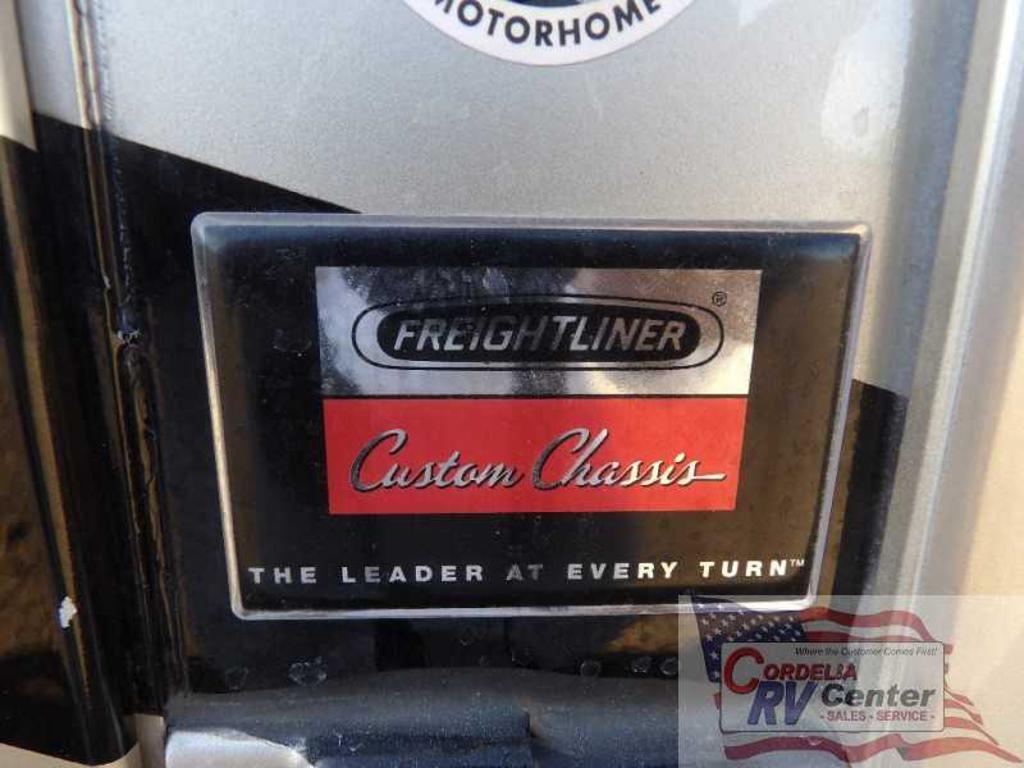 MOTORHOME
FREIGHTLINER ®
Custom Chassis
THE LEADER AT EVERY TURN™
Where the Customer Comes First!
CORDELIA
RV Center
- SALES - SERVICE -